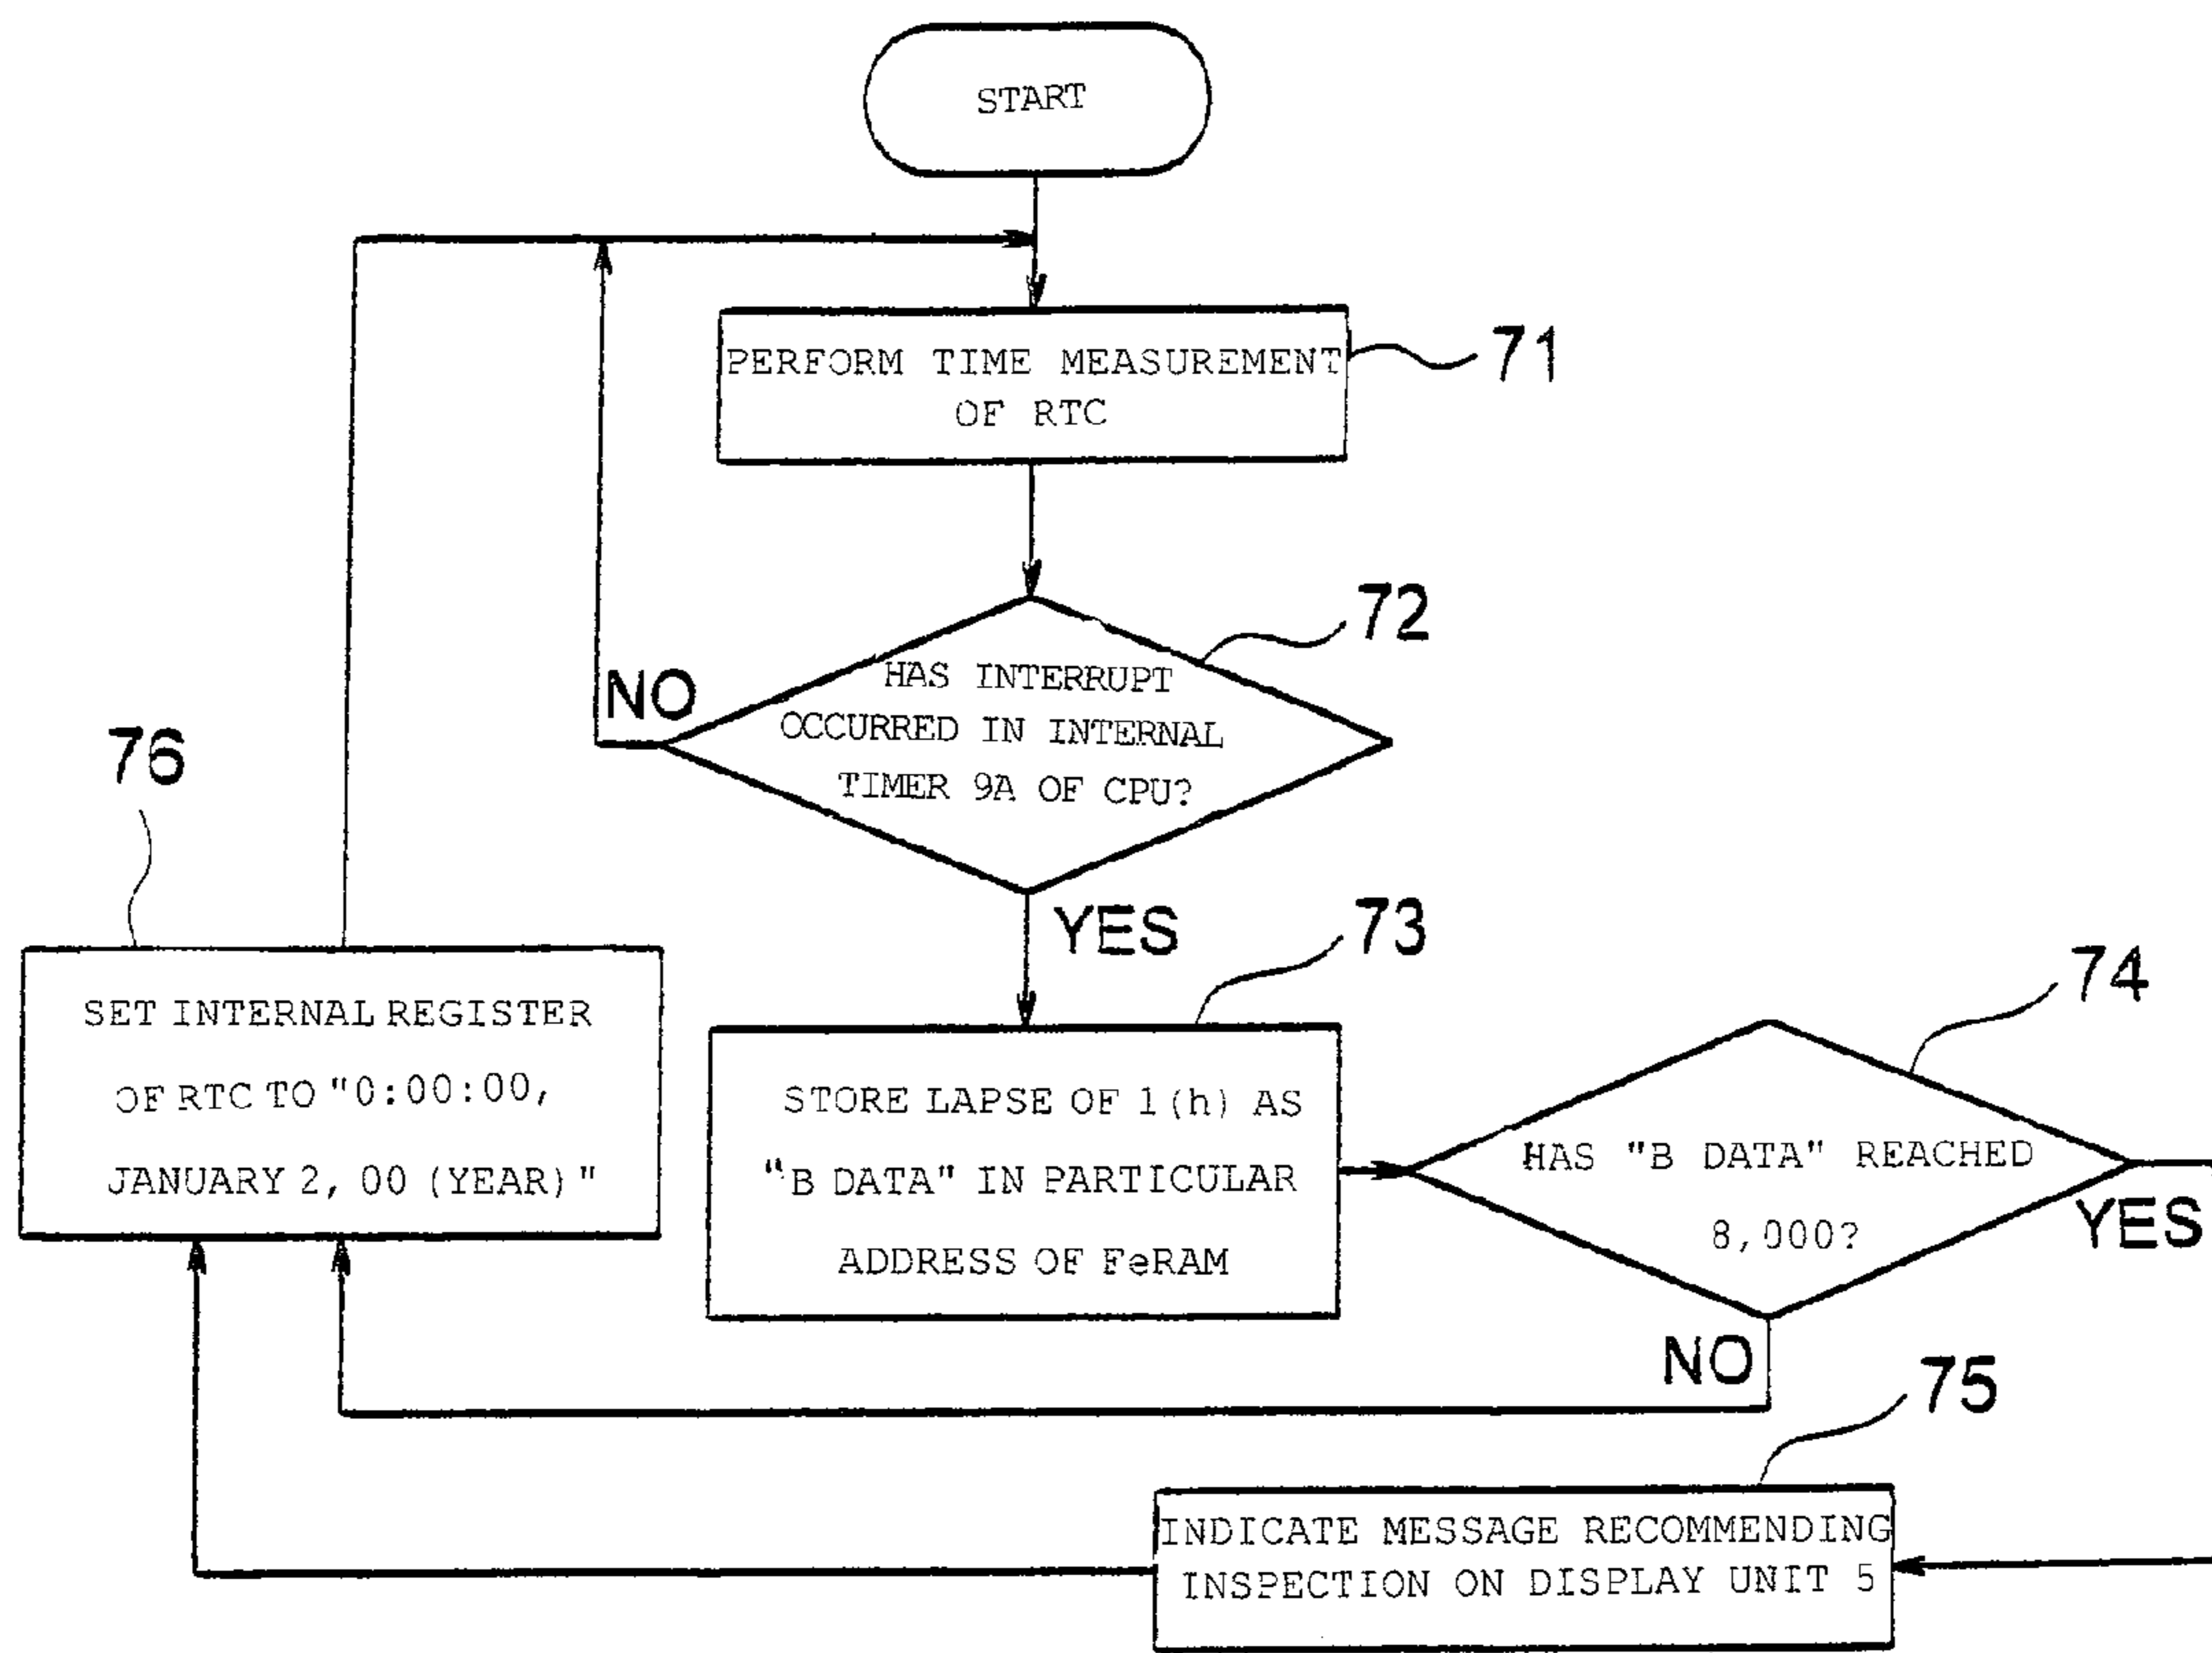 START
PERFORM TIME MEASUREMENT
OF RTC
71
HAS INTERRUPT
OCCURRED IN INTERNAL
TIMER 9A OF CPU?
72
NO
YES
76
SET INTERNAL REGISTER
OF RTC TO "0:00:00,
JANUARY 2, 00 (YEAR)"
73
STORE LAPSE OF 1(h) AS
"B DATA" IN PARTICULAR
ADDRESS OF FeRAM
74
HAS "B DATA" REACHED
8,000?
YES
NO
75
INDICATE MESSAGE RECOMMENDING
INSPECTION ON DISPLAY UNIT 5